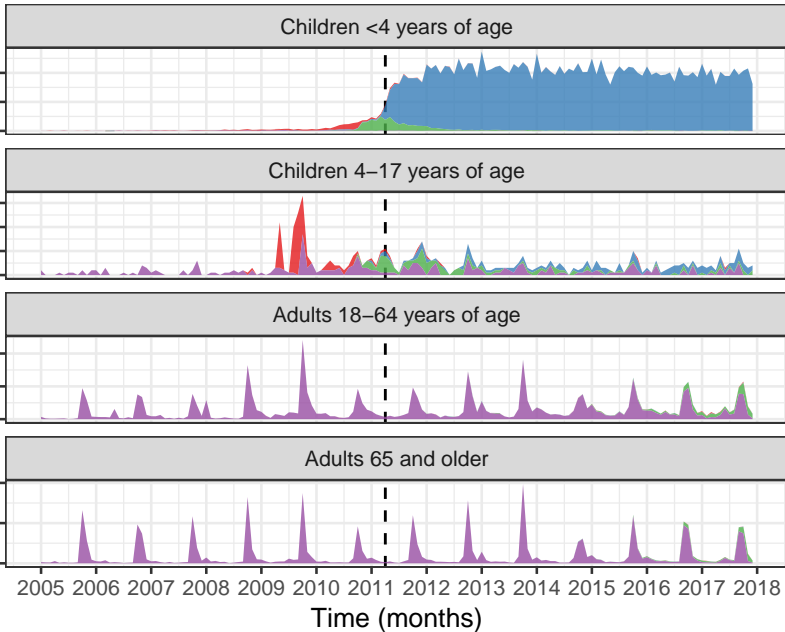 Children <4 years of age
Children 4–17 years of age
Adults 18–64 years of age
Adults 65 and older
2005 2006 2007 2008 2009 2010 2011 2012 2013 2014 2015 2016 2017 2018
Time (months)